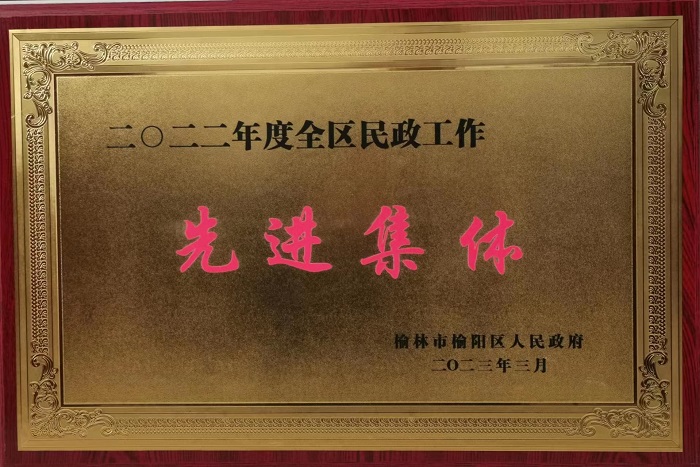 二〇二二年度全区民政工作
先进集体
榆林市榆阳区人民政府
二〇二三年三月